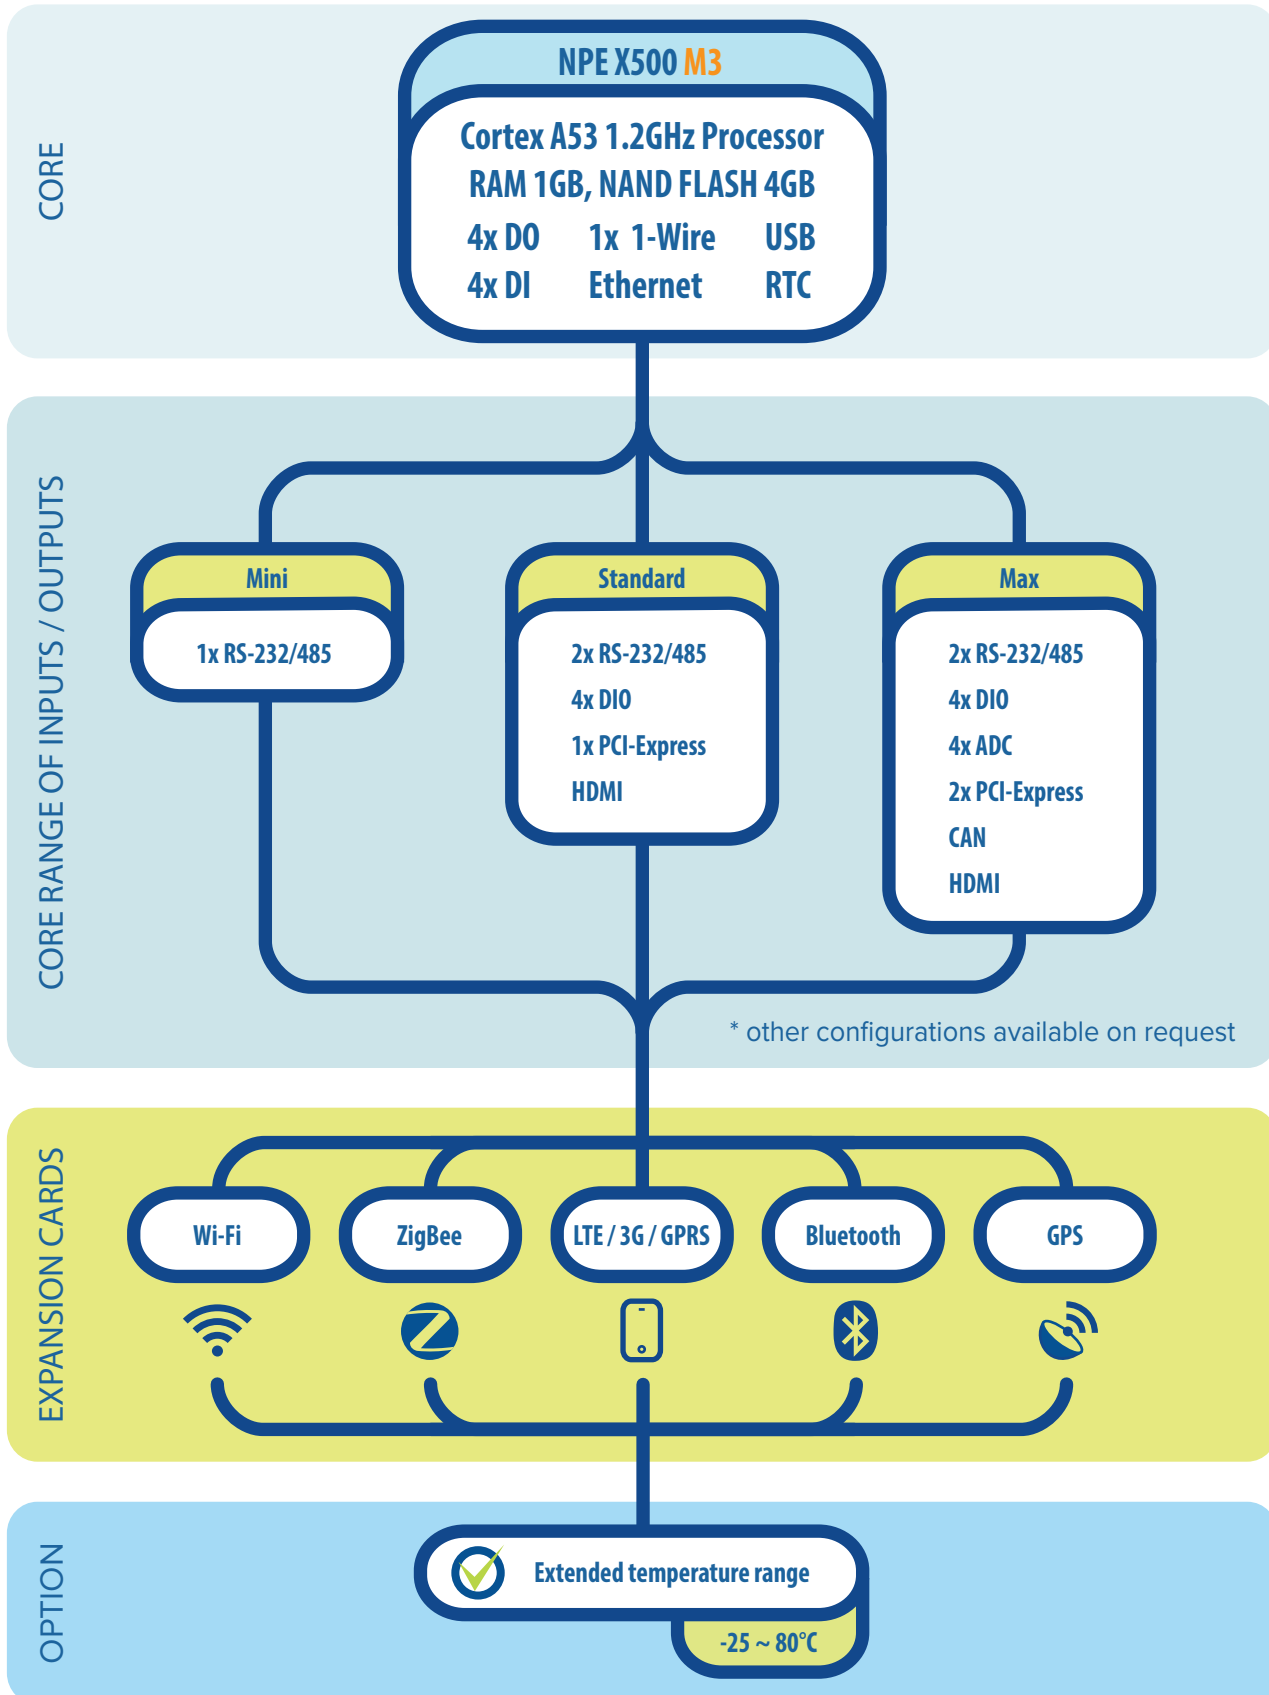 CORE
NPE X500 M3
Cortex A53 1.2GHz Processor
RAM 1GB, NAND FLASH 4GB
4x DO 1x 1-Wire USB
4x DI Ethernet RTC
CORE RANGE OF INPUTS / OUTPUTS
Mini
1x RS-232/485
Standard
2x RS-232/485
4x DIO
1x PCI-Express
HDMI
Max
2x RS-232/485
4x DIO
4x ADC
2x PCI-Express
CAN
HDMI
* other configurations available on request
EXPANSION CARDS
Wi-Fi
ZigBee
LTE / 3G / GPRS
Bluetooth
GPS
OPTION
Extended temperature range
-25 ~ 80°C